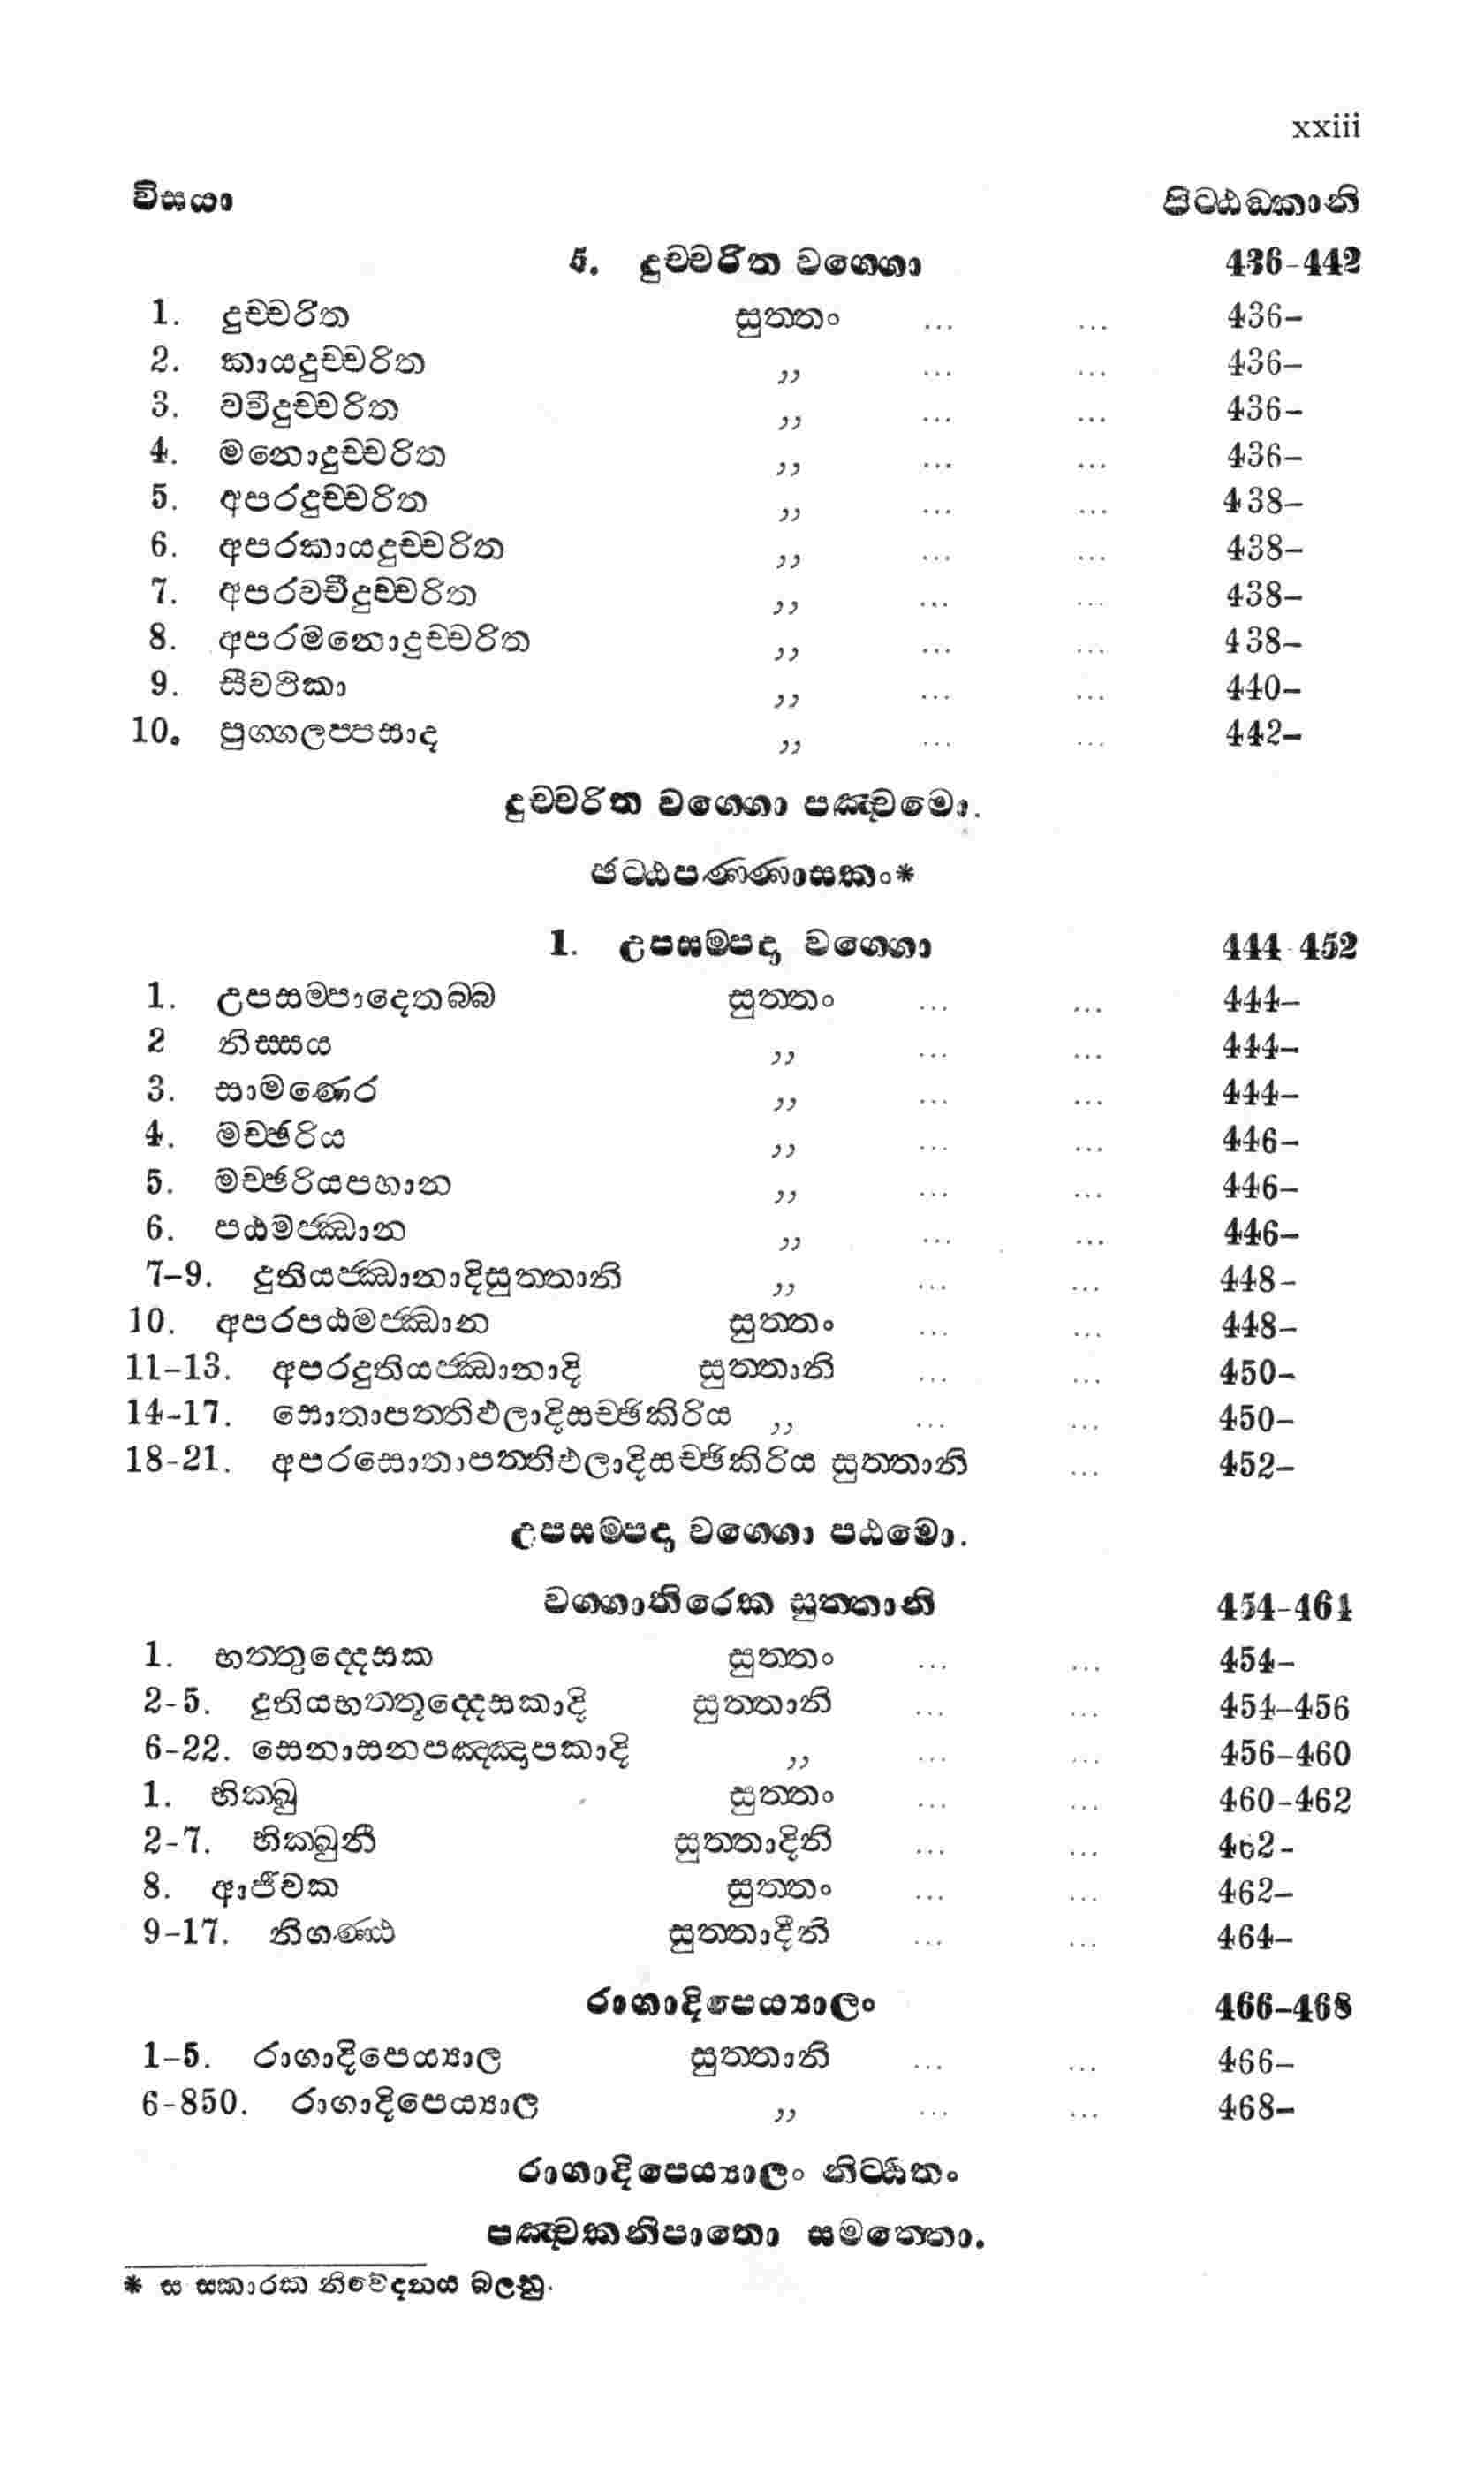 xxiii
විසයා පිටඨඞකානි
5. දුච්චරිත වග්ගො 436-442
1. දුච්චරිත සුත්තං ... ... 436-
2. කායදුච්චරිත ,, ... ... 436-
3. වචීදුච්චරිත ,, ... ... 436-
4. මනොදුච්චරිත ,, ... ... 436-
5. අපරදුච්චරිත ,, ... ... 438-
6. අපරකායදුච්චරිත ,, ... ... 438-
7. අපරවචීදුච්චරිත ,, ... ... 438-
8. අපරමනොදුච්චරිත ,, ... ... 438-
9. සීවථිකා ,, ... ... 440-
10. පුග්ගලප්පසාද ,, ... ... 442-
දුච්චරිත වග්ගො පඤ්චමො.
ඡට්ඨපණ්ණාසකං*
1. උපසම්පදා වග්ගො 444-452
1. උපසම්පාදෙතබ්බ සුත්තං ... ... 444-
2 නිස්සය ,, ... ... 444-
3. සාමණෙර ,, ... ... 444-
4. මච්ඡරිය ,, ... ... 446-
5. මච්ඡරියපහාන ,, ... ... 446-
6. පඨමජ්ඣාන ,, ... ... 446-
7-9. දුතියජ්ඣානාදිසුත්තානි ,, ... ... 448-
10. අපරපඨමජ්ඣාන සුත්තං ... ... 448-
11-13. අපරදුතියජ්ඣානාදි සුත්තානි ... ... 450-
14-17. සොතාපත්තිඵලාදිසච්ඡිකිරිය ,, ... ... 450-
18-21. අපරසොතාපත්තිඵලාදිසච්ඡිකිරිය සුත්තානි ... 452-
උපසම්පදා වග්ගො පඨමො.
වග්ගාතිරෙක සුත්තානි 454-464
1. භත්තුද්දෙසක සුත්තං ... ... 454-
2-5. දුතියභත්තුද්දෙසකාදි සුත්තානි ... ... 454-456
6-22. සෙනාසනපඤ්ඤාපකාදි ,, ... ... 456-460
1. භික්ඛු සුත්තං ... ... 460-462
2-7. භික්ඛුනී සුත්තාදිනි ... ... 462-
8. ආජීවක සුත්තං ... ... 462-
9-17. නිගණ්ඨ සුත්තාදීනි ... ... 464-
රාගාදිපෙය්‍යාලං 466-468
1-5. රාගාදිපෙය්‍යාල සුත්තානි ... ... 466-
6-850. රාගාදිපෙය්‍යාල ,, ... ... 468-
රාගාදිපෙය්‍යාලං නිට්ඨිතං
පඤ්චකනිපාතො සමත්තො.
* ස සකාරක නිවේදනය බලනු.